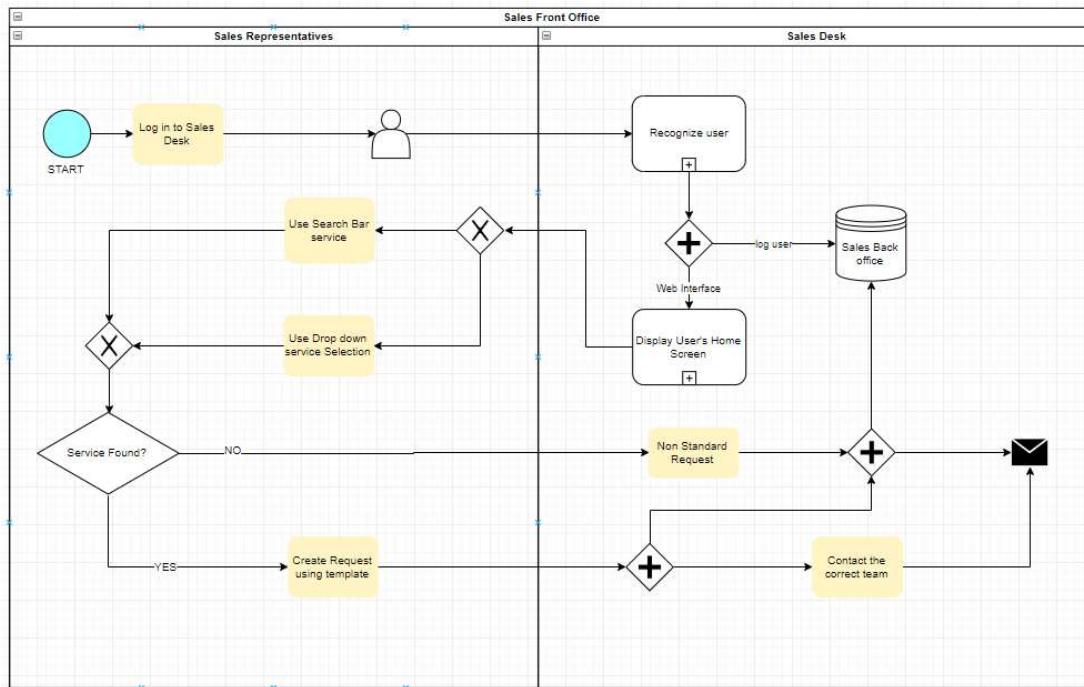 Sales Front Office
Sales Representatives
Sales Desk
Log in to Sales
Desk
START
Recognize user
Use Search Bar
service
X
log user
Sales Back
office
Web Interface
Use Drop down
service Selection
X
Display User's Home
Screen
Service Found?
NO
Non Standard
Request
YES
Create Request
using template
Contact the
correct team